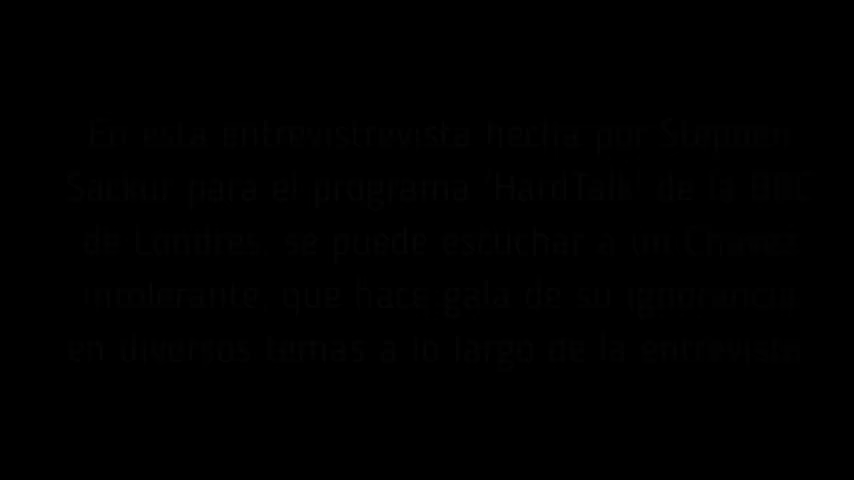 En esta entrevistrevista hecha por Stephen
Sackur para el programa 'HardTalk' de la BBC
de Londres, se puede escuchar a un Chavez
intolerante, que hace gala de su ignorancia
en diversos temas a lo largo de la entrevista.